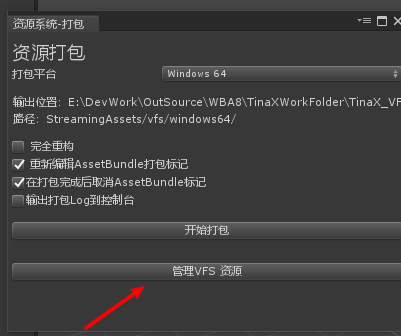 资源系统-打包
资源打包
打包平台 Windows 64
输出位置: E:\DevWork\OutSource\WBA8\TinaXWorkFolder\TinaX_VF
路径: StreamingAssets/vfs/windows64/
完全重构
重新编辑AssetBundle打包标记
在打包完成后取消AssetBundle标记
输出打包Log到控制台
开始打包
管理VFS 资源